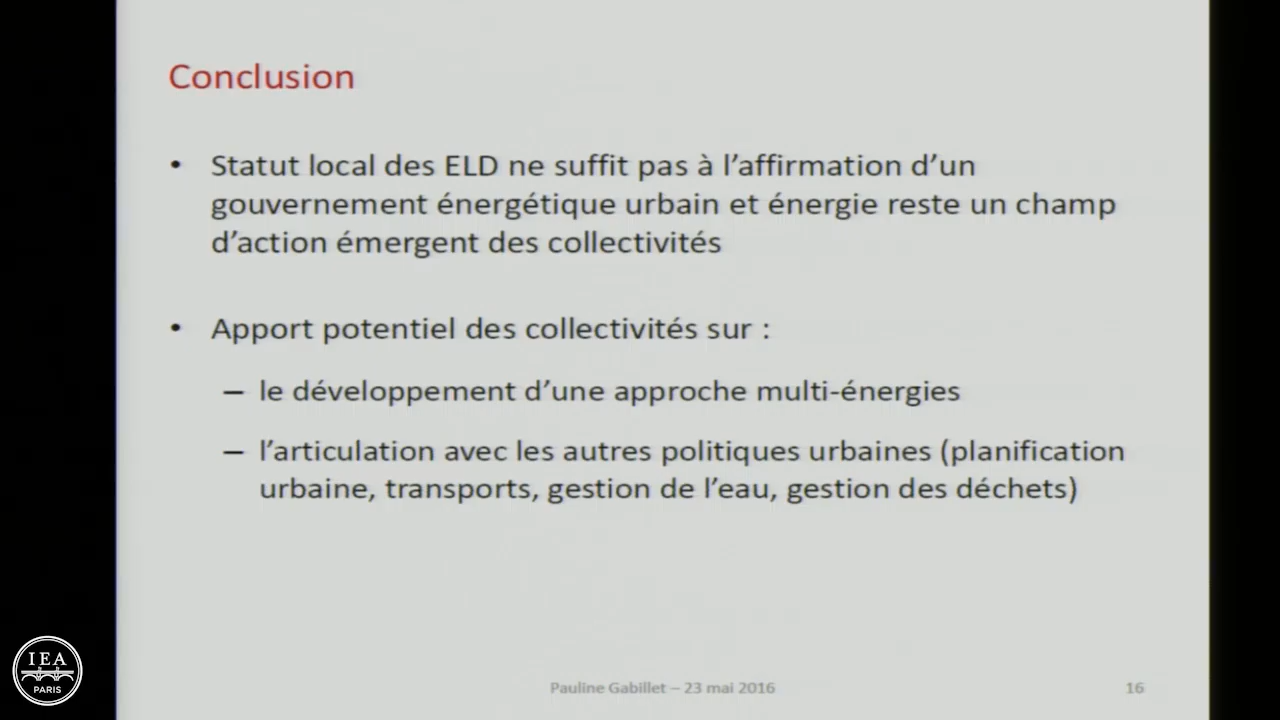 Conclusion
• Statut local des ELD ne suffit pas à l’affirmation d’un
gouvernement énergétique urbain et énergie reste un champ
d’action émergent des collectivités
• Apport potentiel des collectivités sur :
– le développement d’une approche multi-énergies
– l’articulation avec les autres politiques urbaines (planification
urbaine, transports, gestion de l’eau, gestion des déchets)
IEA
PARIS
Pauline Gabillet – 23 mai 2016
16